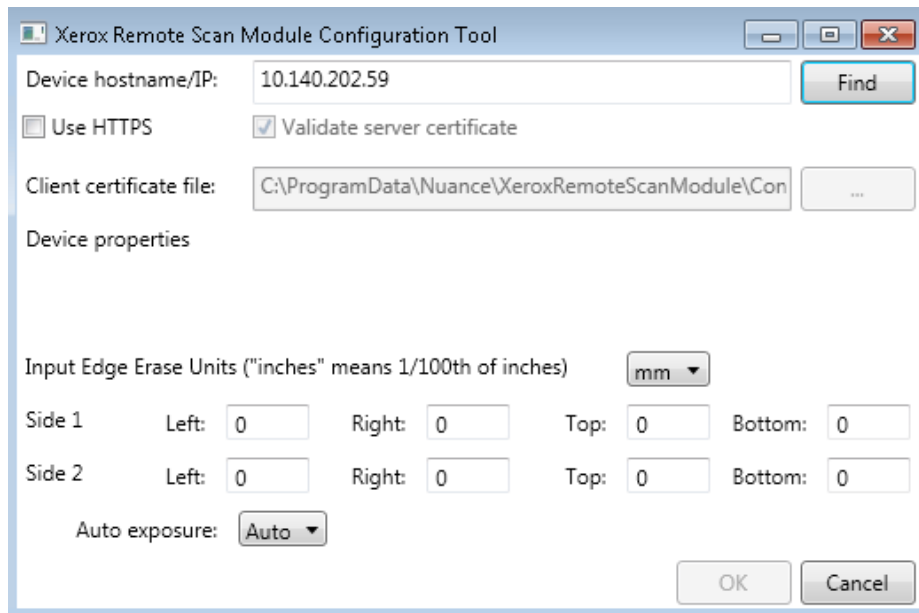 Xerox Remote Scan Module Configuration Tool
Device hostname/IP: 10.140.202.59 Find
Use HTTPS Validate server certificate
Client certificate file: C:\ProgramData\Nuance\XeroxRemoteScanModule\Con ...
Device properties
Input Edge Erase Units ("inches" means 1/100th of inches) mm
Side 1 Left: 0 Right: 0 Top: 0 Bottom: 0
Side 2 Left: 0 Right: 0 Top: 0 Bottom: 0
Auto exposure: Auto
OK Cancel